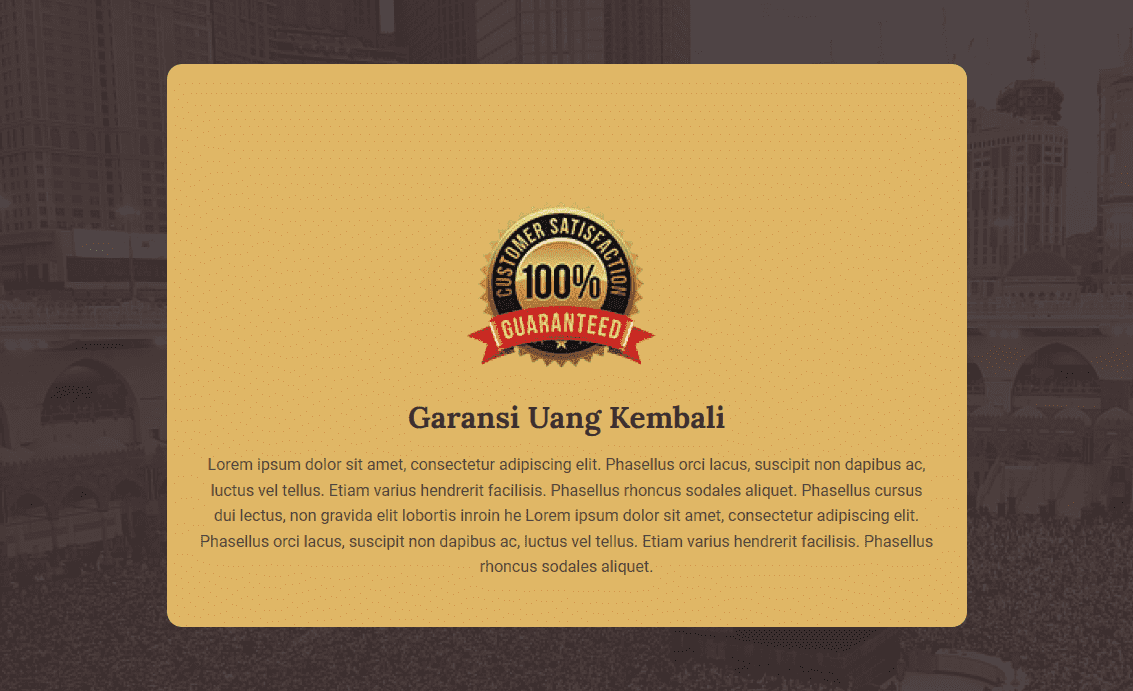 CUSTOMER SATISFACTION
100%
GUARANTEED
Garansi Uang Kembali
Lorem ipsum dolor sit amet, consectetur adipiscing elit. Phasellus orci lacus, suscipit non dapibus ac,
luctus vel tellus. Etiam varius hendrerit facilisis. Phasellus rhoncus sodales aliquet. Phasellus cursus
dui lectus, non gravida elit lobortis inroin he Lorem ipsum dolor sit amet, consectetur adipiscing elit.
Phasellus orci lacus, suscipit non dapibus ac, luctus vel tellus. Etiam varius hendrerit facilisis. Phasellus
rhoncus sodales aliquet.